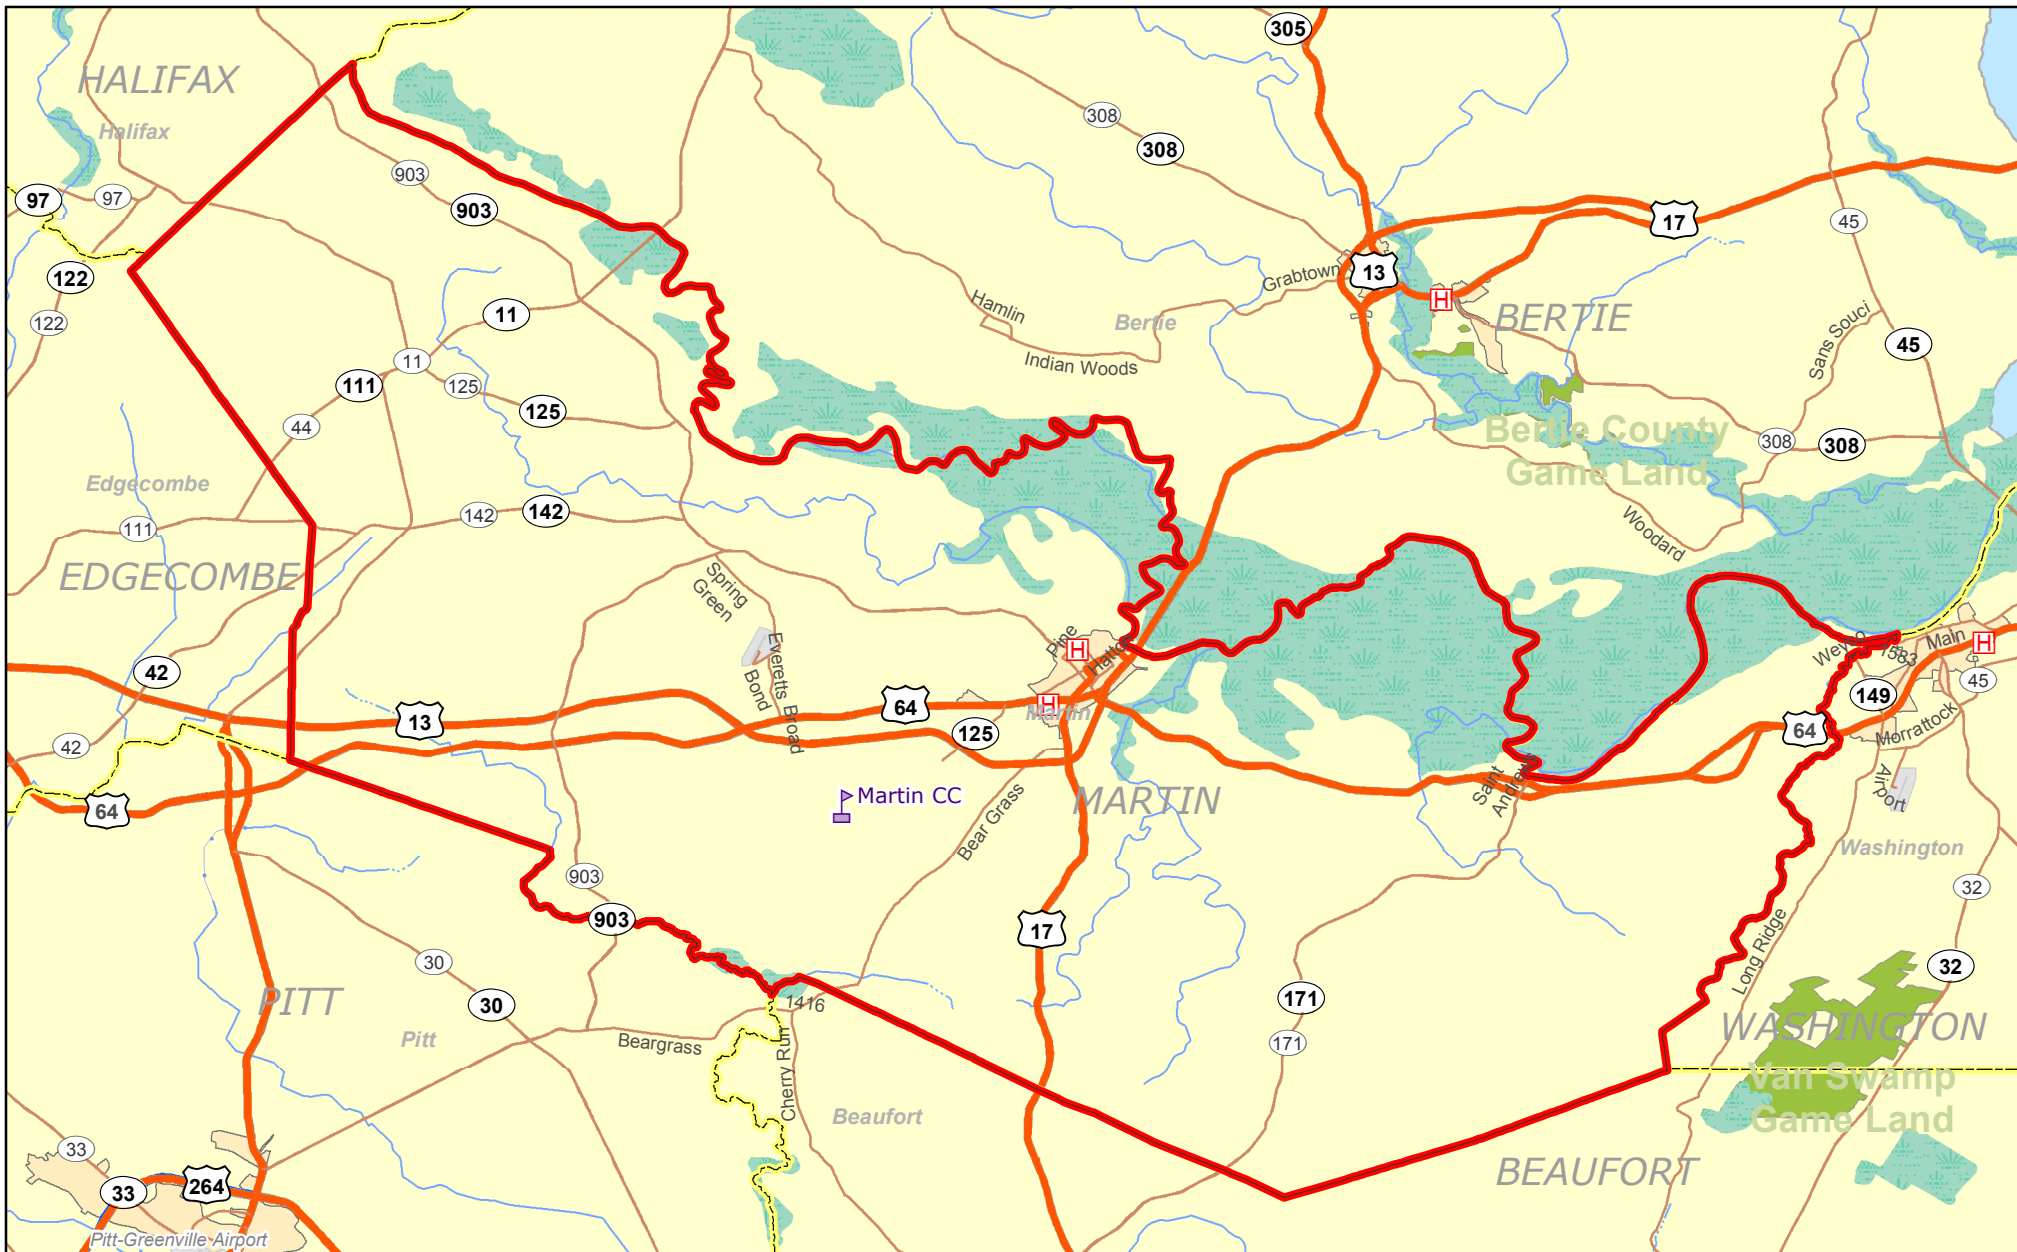 305
HALIFAX
Halifax
308
308
903
97
97
903
17
45
122
13
Grabtown
H
BERTIE
Hamlin
Bertie
11
122
Sans Souci
45
Indian Woods
11
111
125
125
44
Bertie County
Game Land
308
308
Edgecombe
142
142
111
Woodard
EDGECOMBE
Spring
Green
Pine
H
Hatton
Everetts Broad
Bond
Main
H
1583
42
45
149
64
H
Martin
13
125
64
Morrattock
42
Saint
Andrews
Airport
64
Martin CC
MARTIN
Bear Grass
Washington
903
32
903
17
Long Ridge
30
32
171
30
PITT
1416
WASHINGTON
Pitt
Beargrass
171
Cherry Run
Van Swamp
Game Land
Beaufort
33
BEAUFORT
33
264
Pitt-Greenville Airport